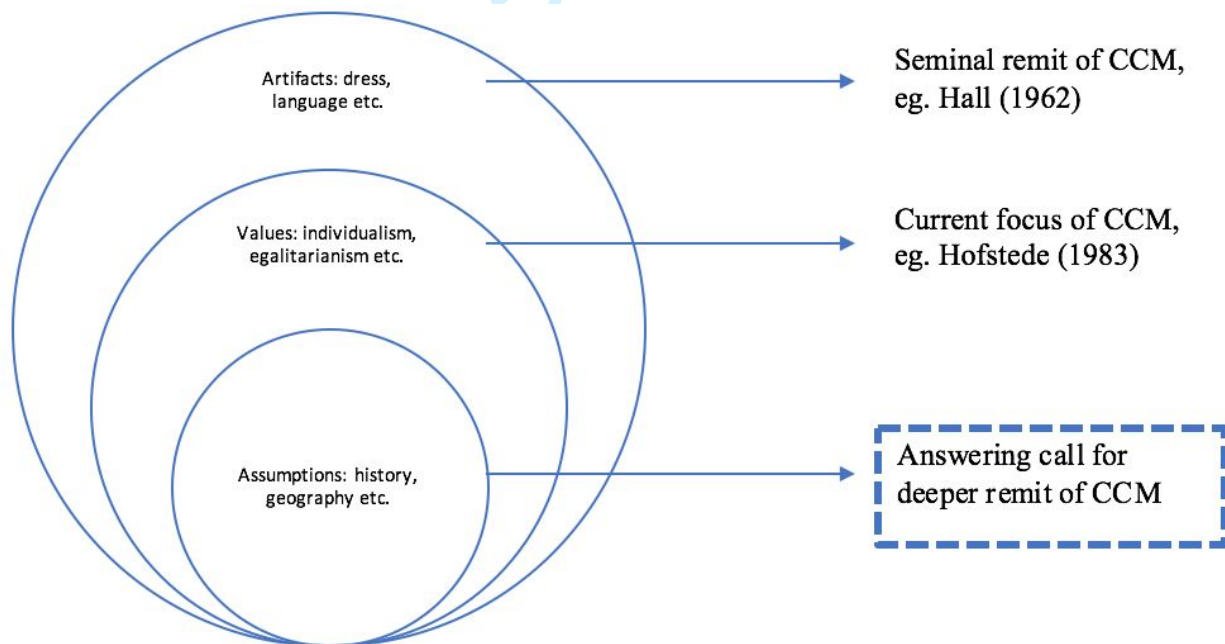 Artifacts: dress,
language etc.
Seminal remit of CCM,
eg. Hall (1962)
Values: individualism,
egalitarianism etc.
Current focus of CCM,
eg. Hofstede (1983)
Assumptions: history,
geography etc.
Answering call for
deeper remit of CCM